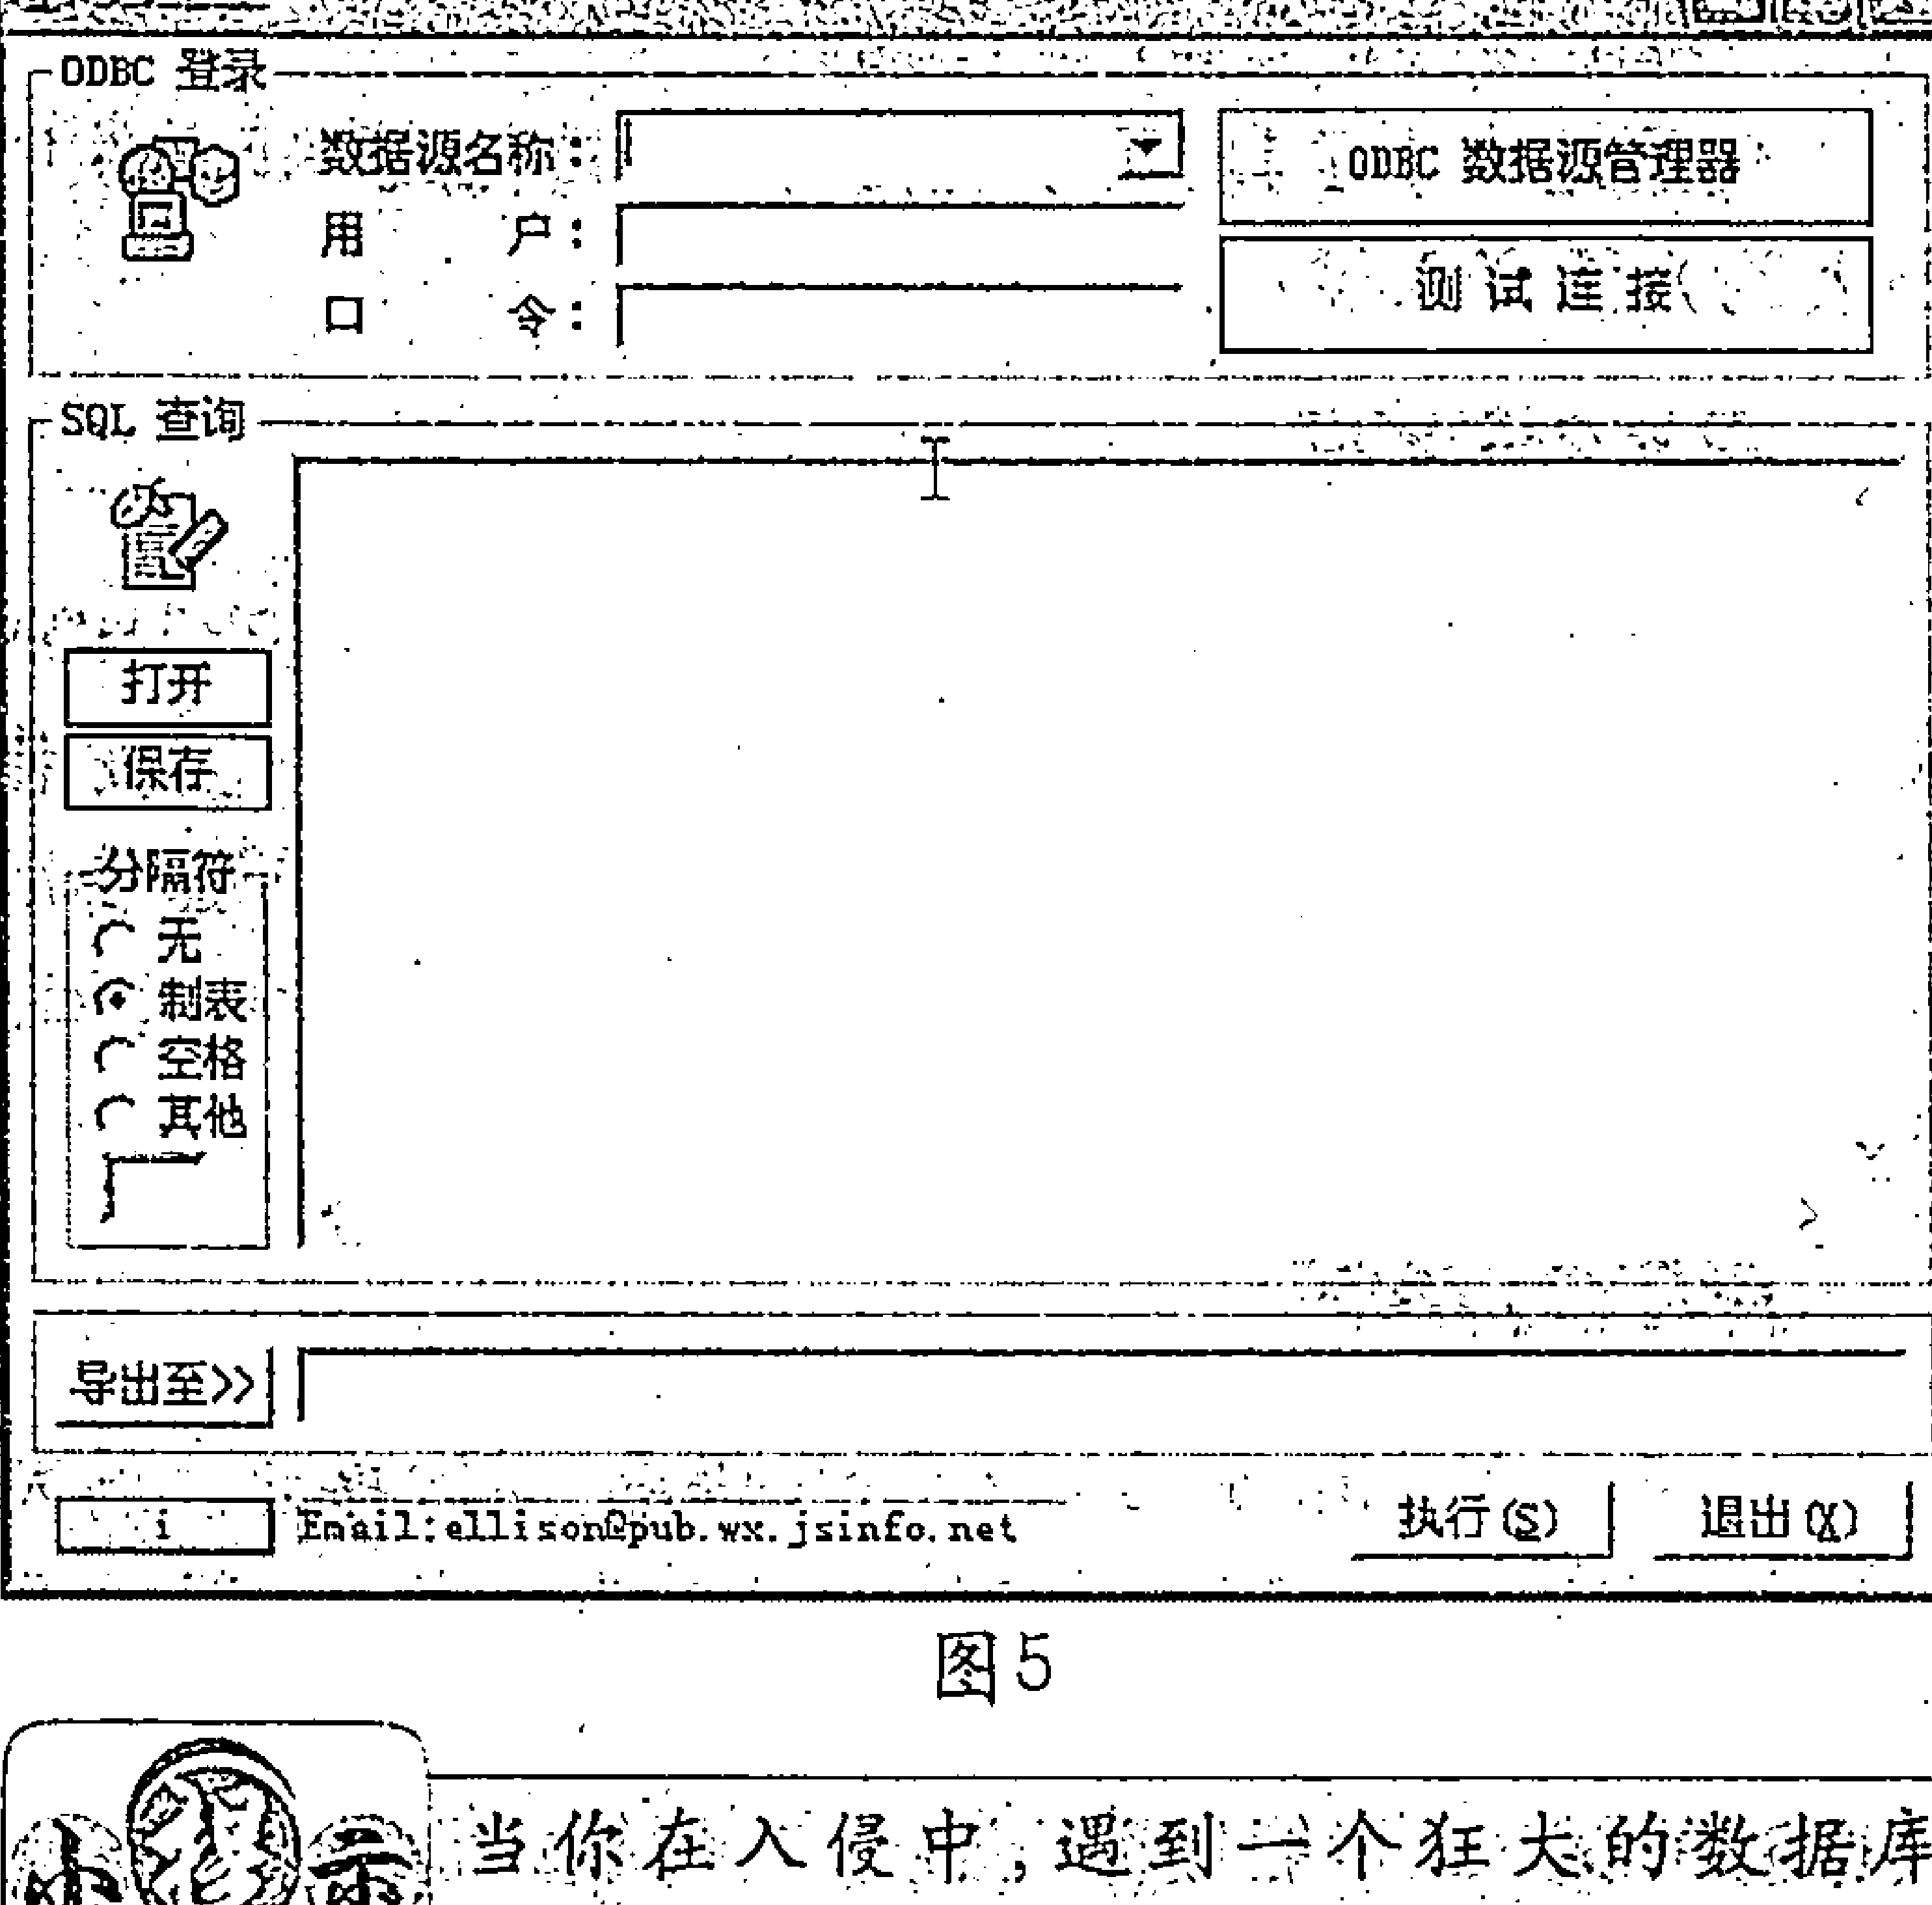 ODBC 登录
数据源名称：
ODBC 数据源管理器
用 户：
测 试 连 接
口 令：
SQL 查询
打开
保存
分隔符
无
制表
空格
其他
导出至>>
i
Email:ellison@pub.wx.jsinfo.net
执行(S)
退出(X)
图5
当你在入侵中,遇到一个狂大的数据库